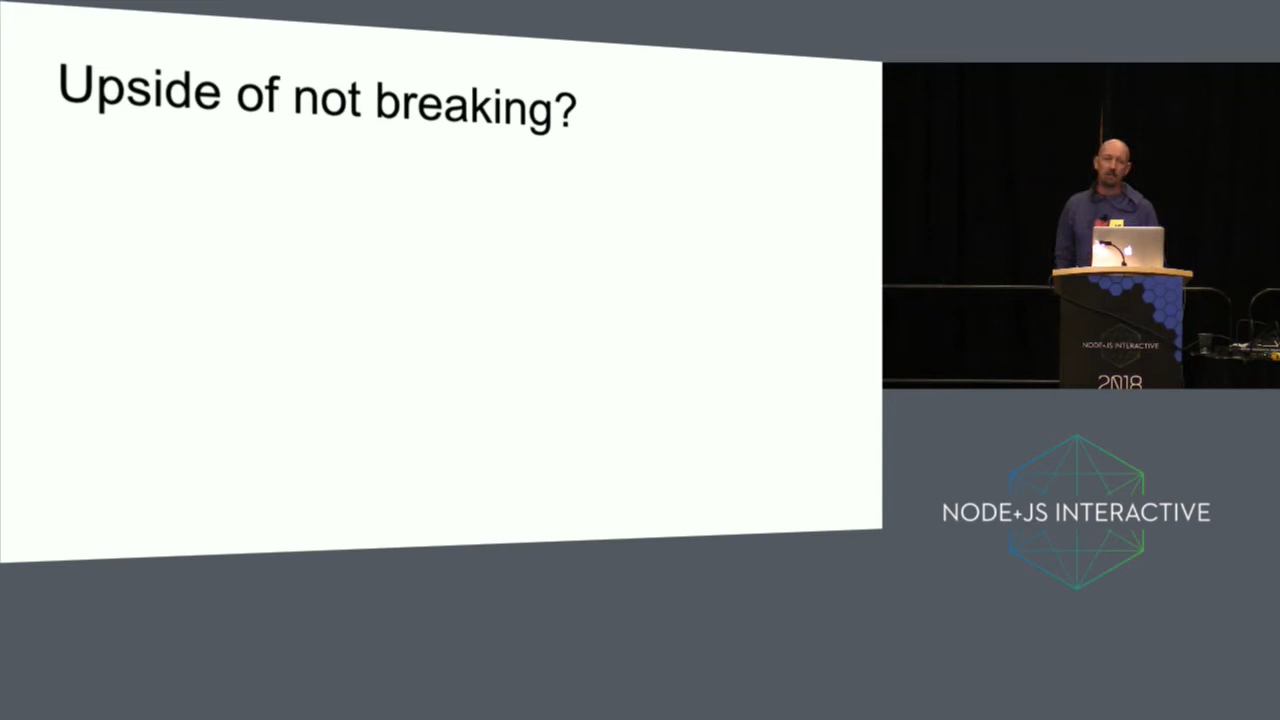 Upside of not breaking?
NODE+JS INTERACTIVE
2018
NODE+JS INTERACTIVE